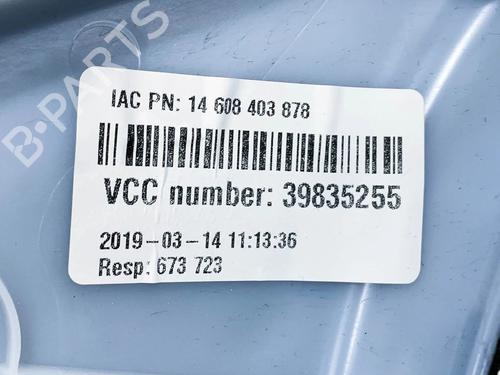 B-PARTS
IAC PN: 14 608 403 878
VCC number: 39835255
2019-03-14 11:13:36
Resp: 673 723